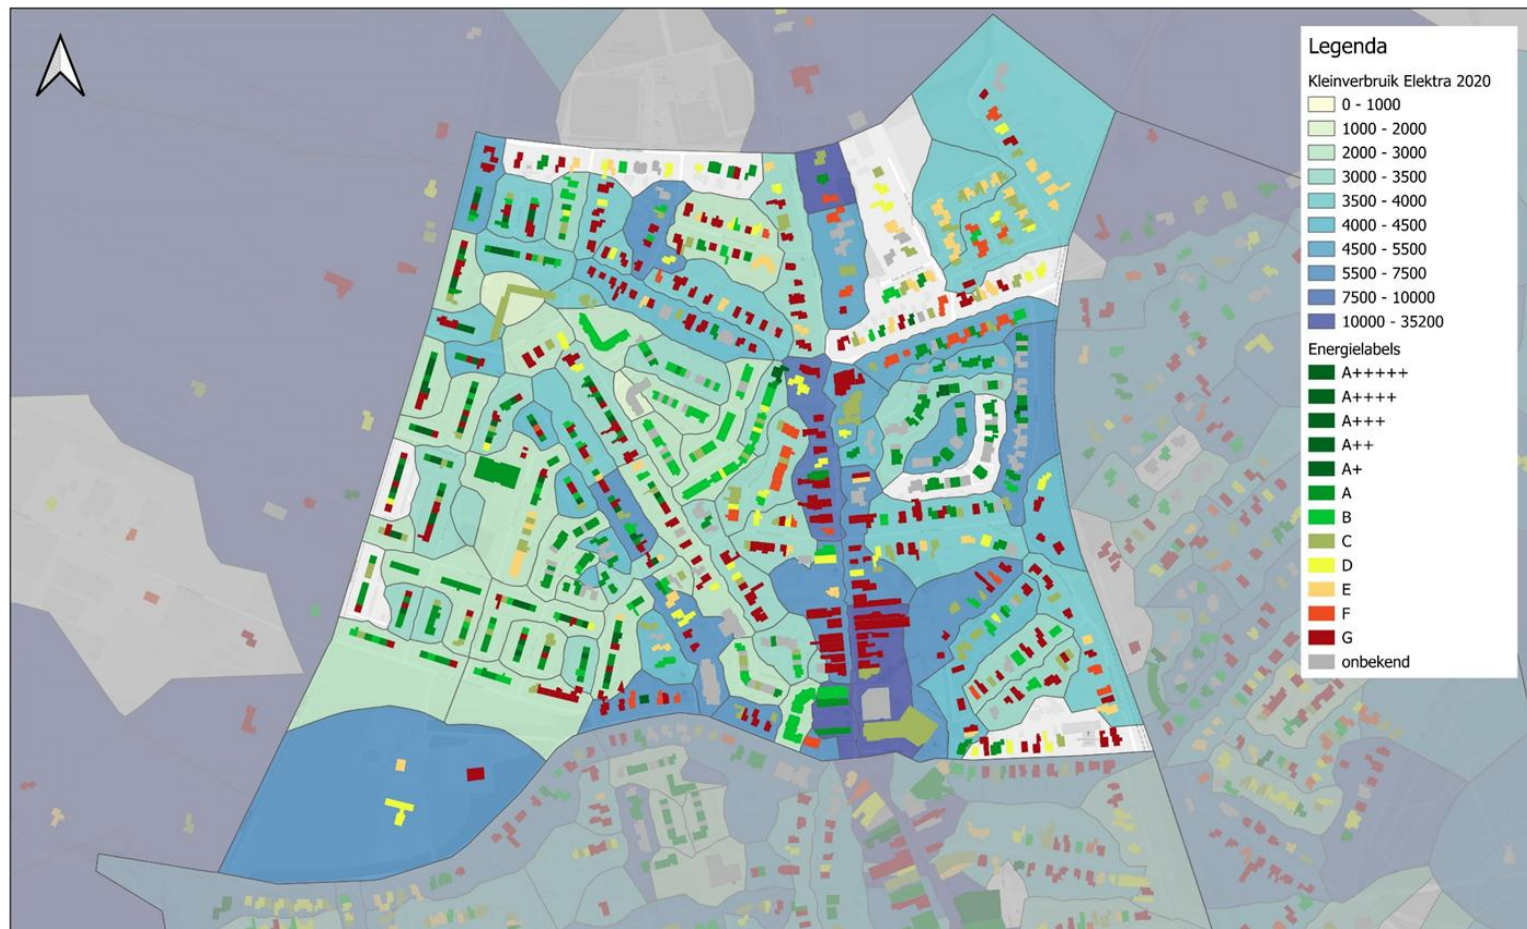 Legenda
Kleinverbruik Elektra 2020
0 - 1000
1000 - 2000
2000 - 3000
3000 - 3500
3500 - 4000
4000 - 4500
4500 - 5500
5500 - 7500
7500 - 10000
10000 - 35200
Energielabels
A+++++
A++++
A+++
A++
A+
A
B
C
D
E
F
G
onbekend